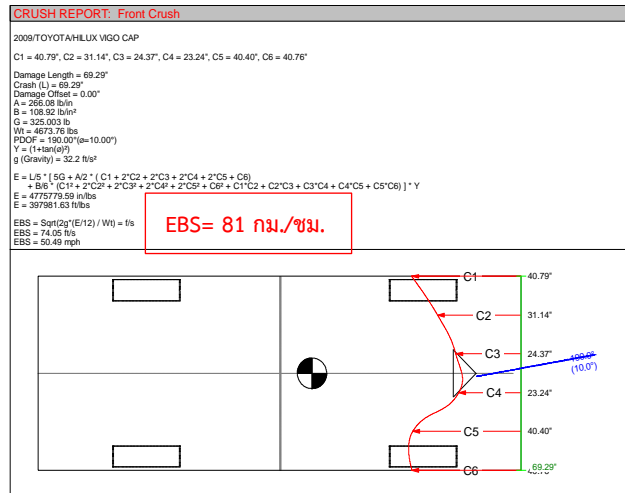 CRUSH REPORT: Front Crush
2009/TOYOTA/HILUX VIGO CAP
C1 = 40.79", C2 = 31.14", C3 = 24.37", C4 = 23.24", C5 = 40.40", C6 = 40.76"
Damage Length = 69.29"
Crash (L) = 69.29"
Damage Offset = 0.00"
A = 266.08 lb/in
B = 108.92 lb/in²
G = 325.003 lb
Wt = 4673.76 lbs
PDOF = 190.00°(ø=10.00°)
Y = (1+tan(ø)²)
g (Gravity) = 32.2 ft/s²
E = L/5 * [ 5G + A/2 * ( C1 + 2*C2 + 2*C3 + 2*C4 + 2*C5 + C6)
+ B/6 * (C1² + 2*C2² + 2*C3² + 2*C4² + 2*C5² + C6² + C1*C2 + C2*C3 + C3*C4 + C4*C5 + C5*C6) ] * Y
E = 4775779.59 in/lbs
E = 397981.63 ft/lbs
EBS = Sqrt(2g*(E/12) / Wt) = f/s
EBS = 74.05 ft/s
EBS = 50.49 mph
EBS= 81 กม./ชม.
C1 40.79"
C2 31.14"
C3 24.37"
190.0°
(10.0°)
C4 23.24"
C5 40.40"
69.29"
C6